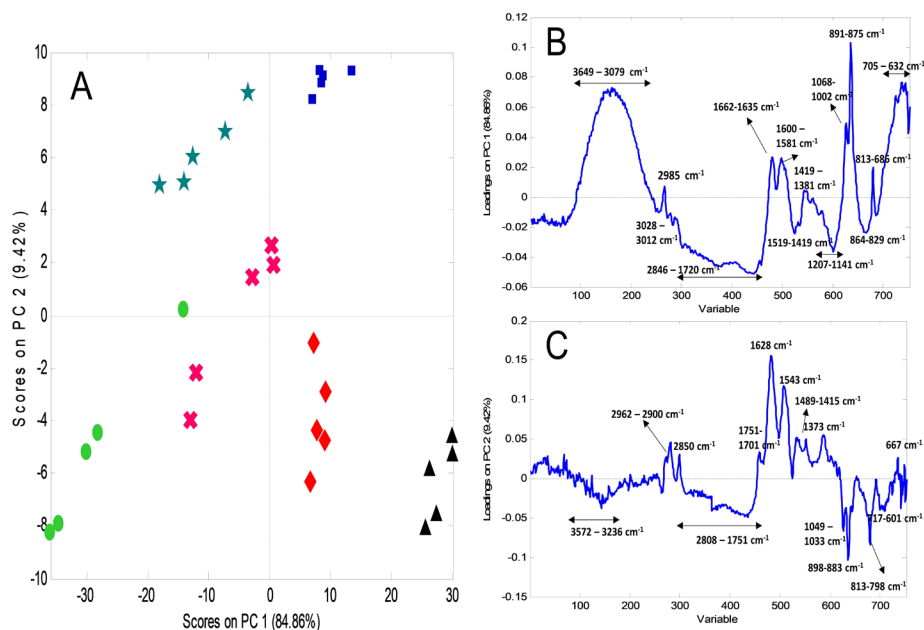 A
Scores on PC 2 (9.42%)
10
8
6
4
2
0
-2
-4
-6
-8
-10
-30
-20
-10
0
10
20
30
Scores on PC 1 (84.86%)
B
Loadings on PC 1 (84.86%)
0.12
0.1
0.08
0.06
0.04
0.02
0
-0.02
-0.04
-0.06
891-875 cm-1
3649 – 3079 cm-1
1068-
1002 cm-1
705 – 632 cm-1
1662-1635 cm-1
1600 –
1581 cm-1
2985 cm-1
1419 –
1381 cm-1
813-686 cm-1
3028 –
3012 cm-1
1519-1419 cm-1
864-829 cm-1
2846 – 1720 cm-1
1207-1141 cm-1
100
200
300
400
500
600
700
Variable
C
Loadings on PC 2 (9.42%)
0.2
0.15
0.1
0.05
0
-0.05
-0.1
-0.15
1628 cm-1
1543 cm-1
2962 – 2900 cm-1
1489-1415 cm-1
1751-
1701 cm-1
1373 cm-1
2850 cm-1
667 cm-1
3572 – 3236 cm-1
2808 – 1751 cm-1
1049 –
1033 cm-1
717-601 cm-1
898-883 cm-1
813-798 cm-1
0
100
200
300
400
500
600
700
Variable